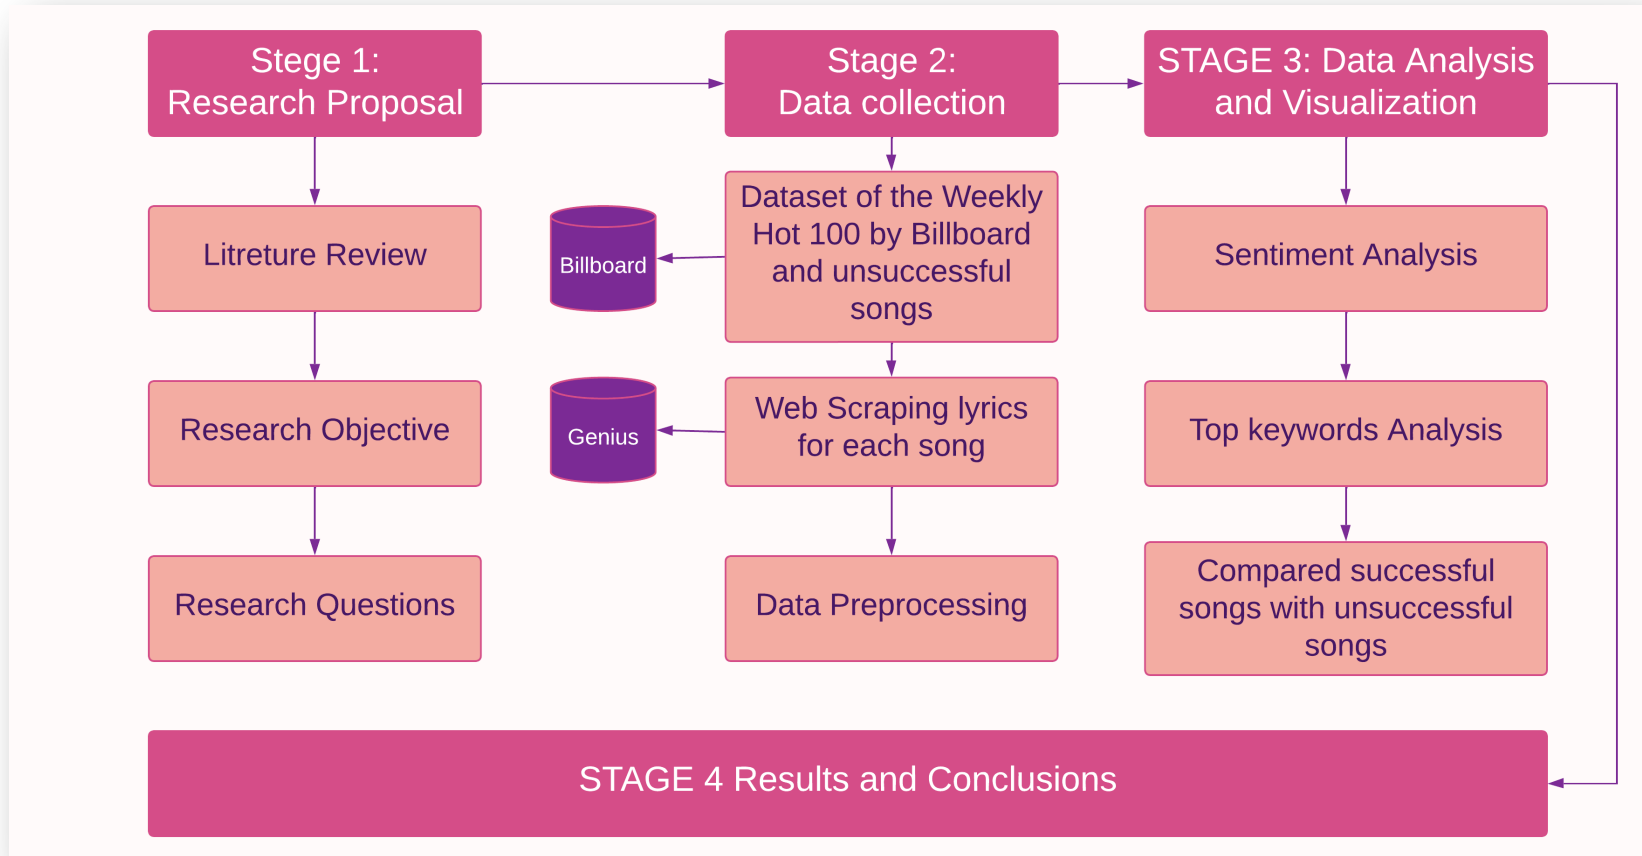 Stege 1:
Research Proposal
Litreture Review
Research Objective
Research Questions
Stage 2:
Data collection
Dataset of the Weekly
Hot 100 by Billboard
and unsuccessful
songs
Billboard
Web Scraping lyrics
for each song
Genius
Data Preprocessing
STAGE 3: Data Analysis
and Visualization
Sentiment Analysis
Top keywords Analysis
Compared successful
songs with unsuccessful
songs
STAGE 4 Results and Conclusions